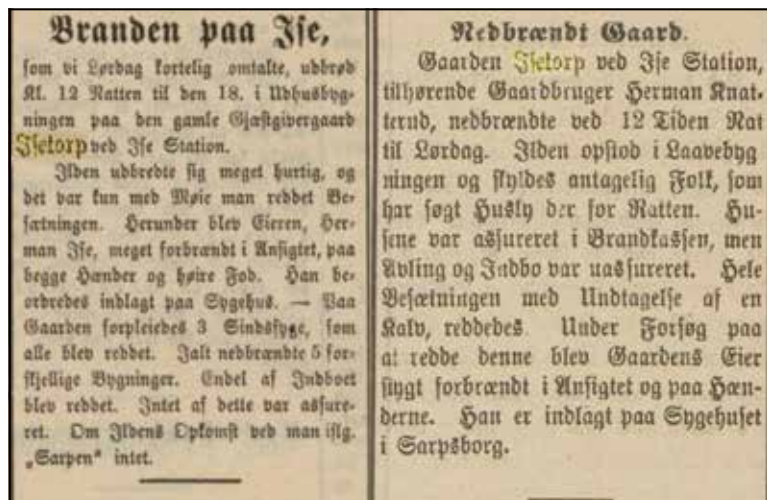 Branden paa Ise,
som vi Lørdag kortelig omtalte, udbrød
Kl. 12 Natten til den 18. i Udhusbyg-
ningen paa den gamle Gjæstgivergaard
Isetorp ved Ise Station.
Ilden udbredte sig meget hurtig, og
det var kun med Møie man reddet Be-
sætningen. Herunder blev Eieren, Her-
man Ise, meget forbrændt i Ansigtet, paa
begge Hænder og høire Fod. Han be-
ordredes indlagt paa Sygehus. — Paa
Gaarden forpleiedes 3 Sindssyge, som
alle blev reddet. Ialt nedbrændte 5 for-
skjellige Bygninger. Endel af Indboet
blev reddet. Intet af dette var assure-
ret. Om Ildens Opkomst ved man iflg.
„Sarpen“ intet.
Nedbrændt Gaard.
Gaarden Isetorp ved Ise Station,
tilhørende Gaardbruger Herman Knat-
terud, nedbrændte ved 12 Tiden Nat
til Lørdag. Ilden opstod i Laavebyg
ningen og skyldes antagelig Folk, som
har søgt Husly der for Natten. Hu-
sene var assureret i Brandkassen, men
Avling og Indbo var uassureret. Hele
Besætningen med Undtagelse af en
Kalv, reddedes. Under Forsøg paa
at redde denne blev Gaardens Eier
stygt forbrændt i Ansigtet og paa Hæn-
derne. Han er indlagt paa Sygehuset
i Sarpsborg.